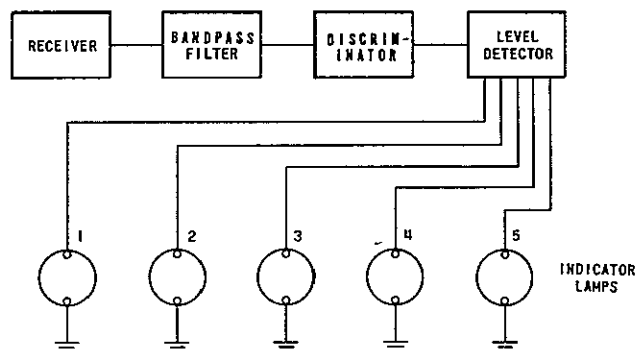 RECEIVER
BANDPASS
FILTER
DISCRIM-
INATOR
LEVEL
DETECTOR
1 2 3 4 5
INDICATOR
LAMPS